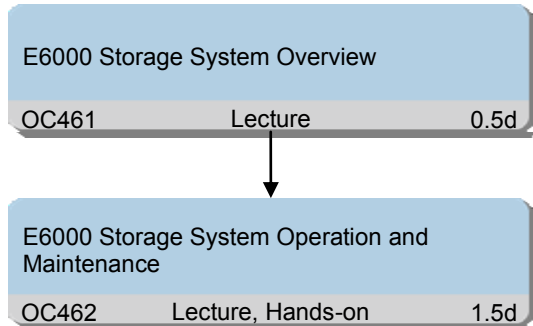 E6000 Storage System Overview
OC461 Lecture 0.5d
E6000 Storage System Operation and
Maintenance
OC462 Lecture, Hands-on 1.5d